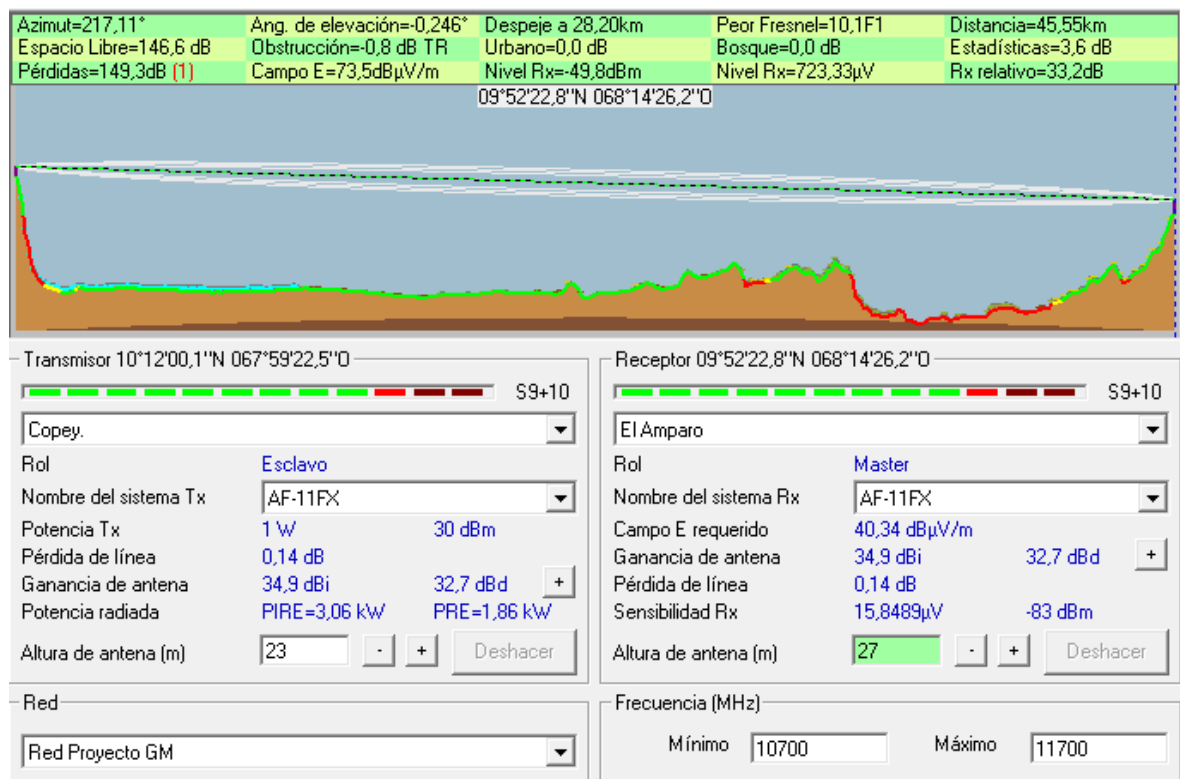 Azimut=217,11° Ang. de elevación=-0,246° Despeje a 28,20km Peor Fresnel=10,1F1 Distancia=45,55km
Espacio Libre=146,6 dB Obstrucción=-0,8 dB TR Urbano=0,0 dB Bosque=0,0 dB Estadísticas=3,6 dB
Pérdidas=149,3dB (1) Campo E=73,5dBµV/m Nivel Rx=-49,8dBm Nivel Rx=723,33µV Rx relativo=33,2dB
09°52'22,8''N 068°14'26,2''O
Transmisor 10°12'00,1''N 067°59'22,5''O
S9+10
Copey.
Rol Esclavo
Nombre del sistema Tx AF-11FX
Potencia Tx 1 W 30 dBm
Pérdida de línea 0,14 dB
Ganancia de antena 34,9 dBi 32,7 dBd +
Potencia radiada PIRE=3,06 kW PRE=1,86 kW
Altura de antena (m) 23 - + Deshacer
Red
Red Proyecto GM
Receptor 09°52'22,8''N 068°14'26,2''O
S9+10
El Amparo
Rol Master
Nombre del sistema Rx AF-11FX
Campo E requerido 40,34 dBµV/m
Ganancia de antena 34,9 dBi 32,7 dBd +
Pérdida de línea 0,14 dB
Sensibilidad Rx 15,8489µV -83 dBm
Altura de antena (m) 27 - + Deshacer
Frecuencia (MHz)
Mínimo 10700 Máximo 11700